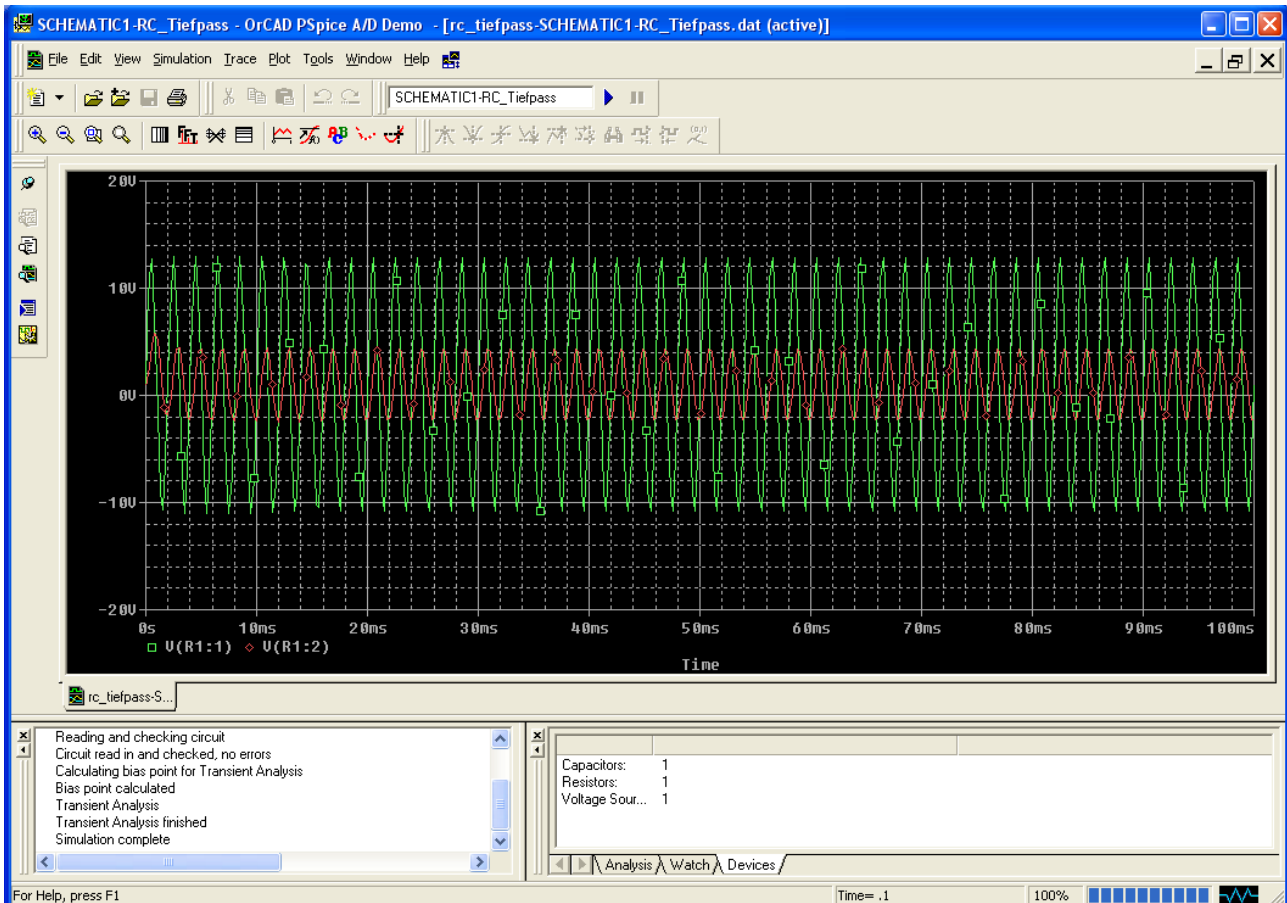 SCHEMATIC1-RC_Tiefpass - OrCAD PSpice A/D Demo - [rc_tiefpass-SCHEMATIC1-RC_Tiefpass.dat (active)]
File Edit View Simulation Trace Plot Tools Window Help
SCHEMATIC1-RC_Tiefpass
20V
10V
0V
-10V
-20V
0s 10ms 20ms 30ms 40ms 50ms 60ms 70ms 80ms 90ms 100ms
V(R1:1) V(R1:2)
Time
rc_tiefpass-S...
Reading and checking circuit
Circuit read in and checked, no errors
Calculating bias point for Transient Analysis
Bias point calculated
Transient Analysis
Transient Analysis finished
Simulation complete
Capacitors: 1
Resistors: 1
Voltage Sour... 1
Analysis Watch Devices
For Help, press F1 Time= .1 100%